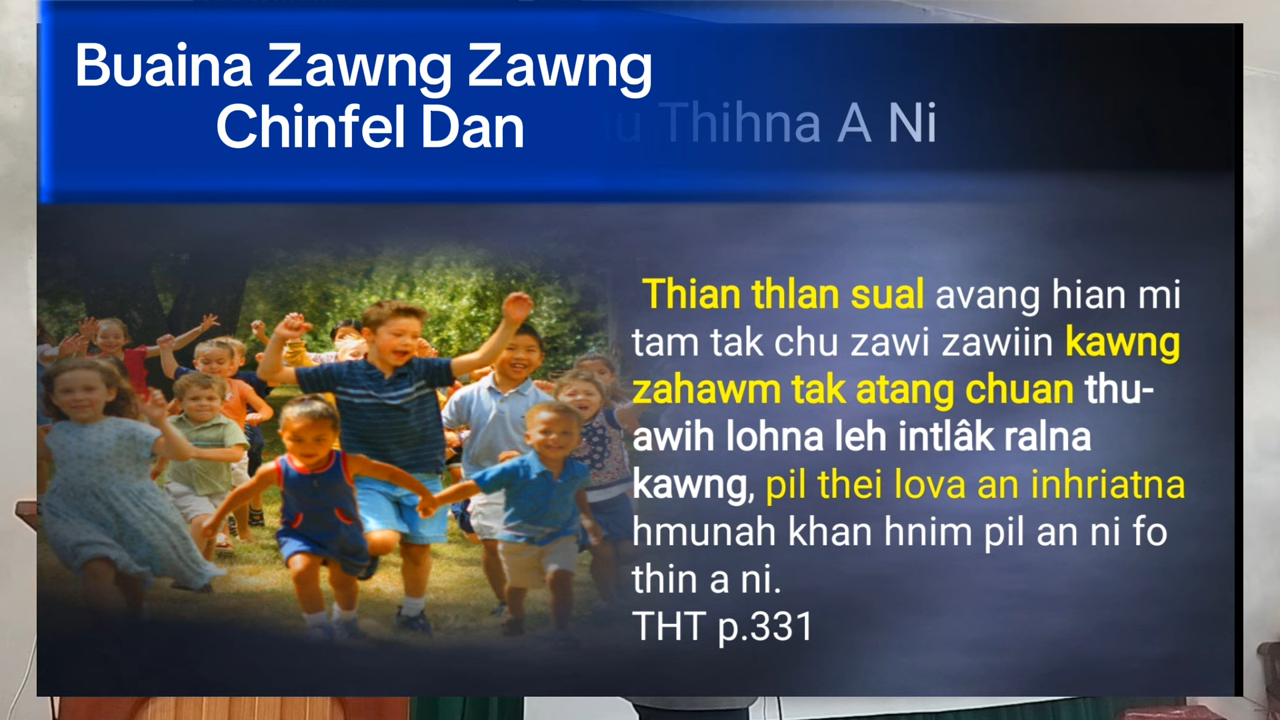 Buaina Zawng Zawng
Chinfel Dan
Thihna A Ni
Thian thlan sual avang hian mi
tam tak chu zawi zawiin kawng
zahawm tak atang chuan thu-
awih lohna leh intlâk ralna
kawng, pil thei lova an inhriatna
hmunah khan hnim pil an ni fo
thin a ni.
THT p.331